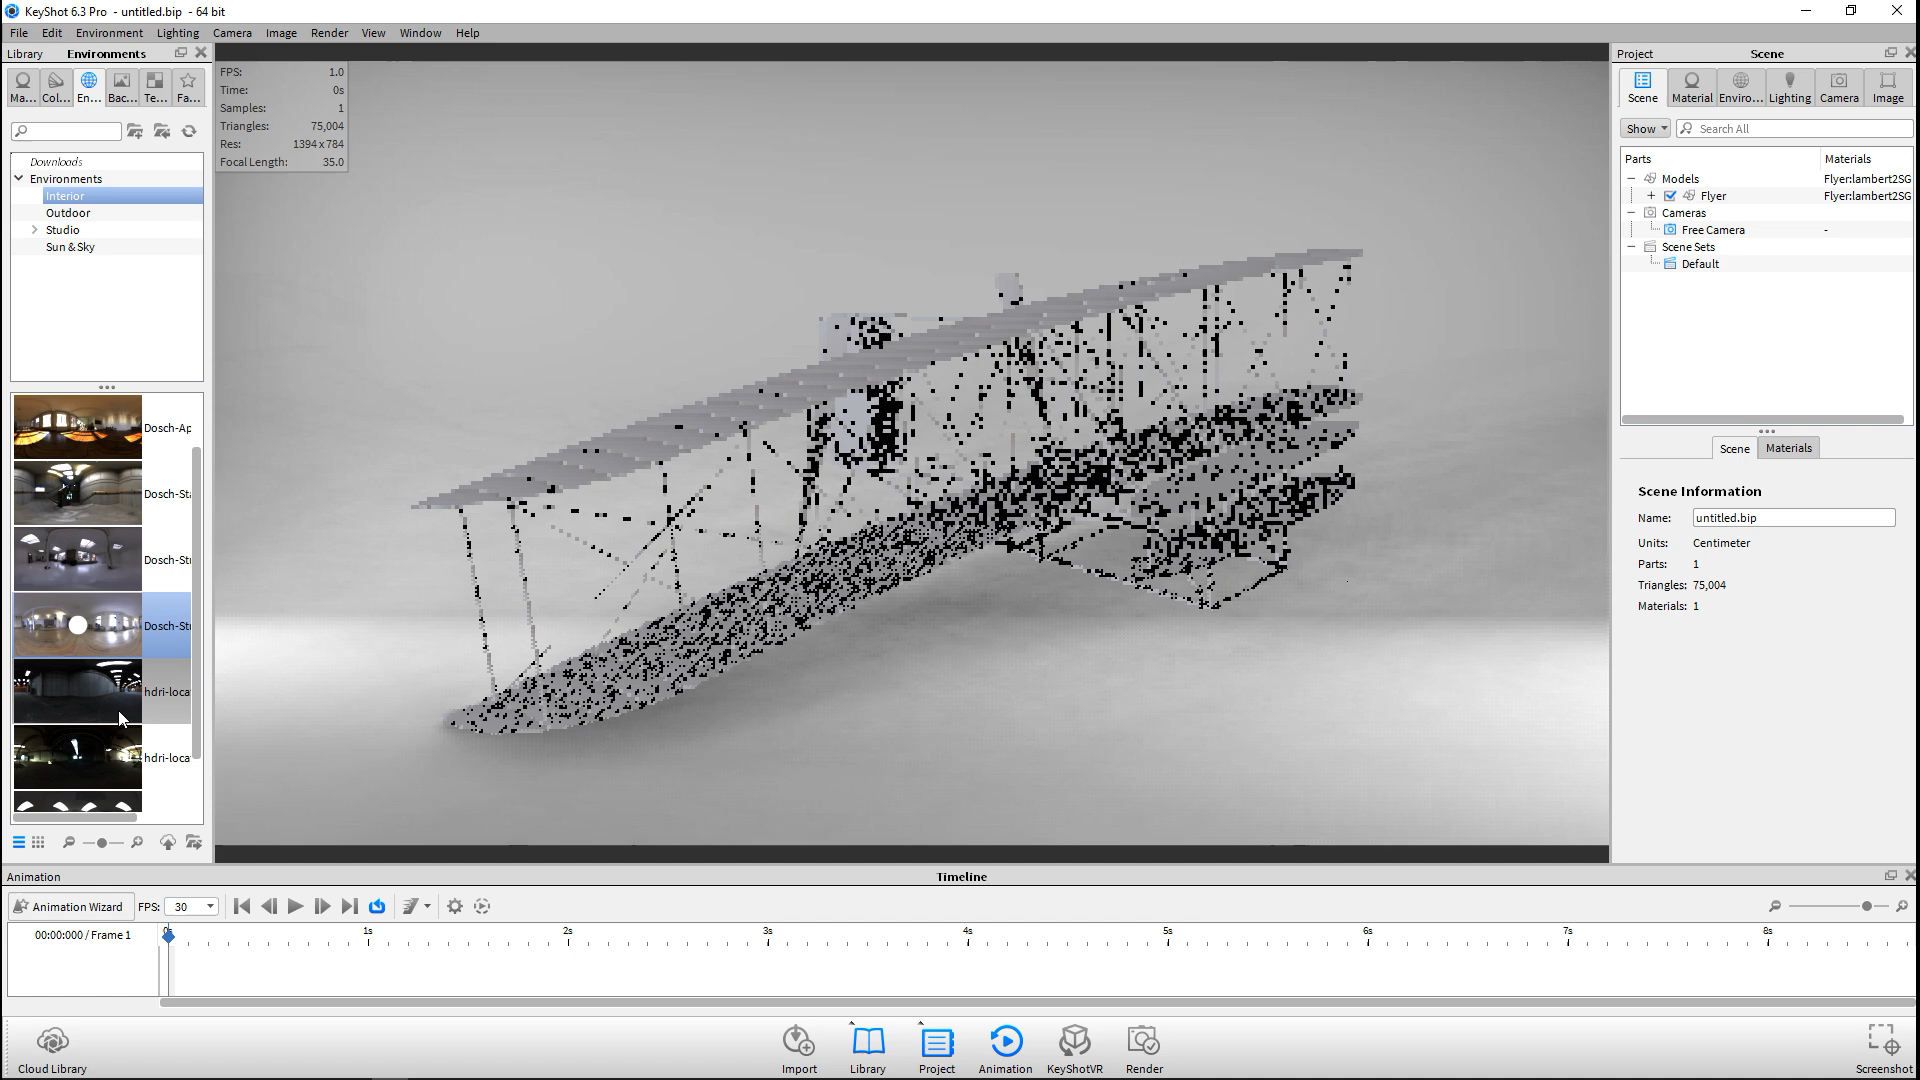 KeyShot 6.3 Pro - untitled.bip - 64 bit
File Edit Environment Lighting Camera Image Render View Window Help
Library Environments
Project Scene
Ma... Col... En... Bac... Te... Fa...
Scene Material Enviro... Lighting Camera Image
FPS: 1.0
Time: 0s
Samples: 1
Triangles: 75,004
Res: 1394 x 784
Focal Length: 35.0
Show Search All
Downloads
Environments
Interior
Outdoor
Studio
Sun & Sky
Parts Materials
Models Flyer:lambert2SG
Flyer Flyer:lambert2SG
Cameras
Free Camera -
Scene Sets
Default
Dosch-Ap
Dosch-Sta
Dosch-Stu
Dosch-Stu
hdri-loca
hdri-loca
Scene Materials
Scene Information
Name: untitled.bip
Units: Centimeter
Parts: 1
Triangles: 75,004
Materials: 1
Animation Timeline
Animation Wizard FPS: 30
00:00:000 / Frame 1
0s 1s 2s 3s 4s 5s 6s 7s 8s
Cloud Library Import Library Project Animation KeyShotVR Render Screenshot